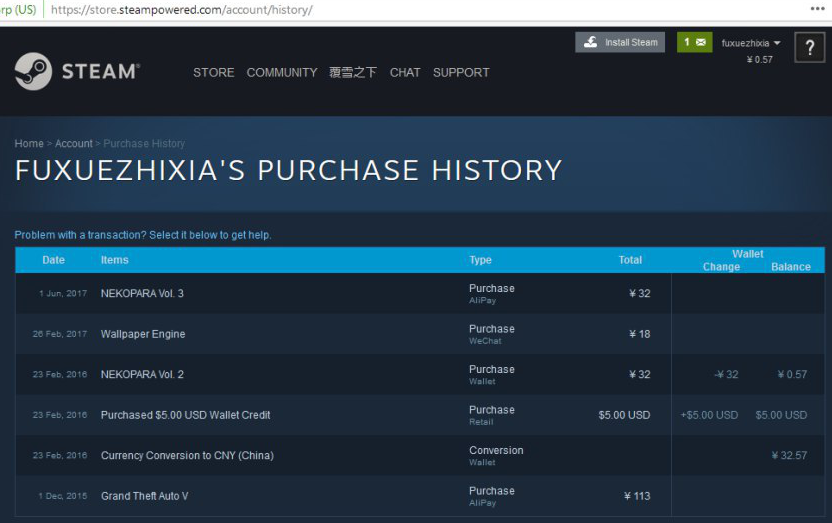 rp (US) https://store.steampowered.com/account/history/
Install Steam 1 fuxuezhixia
¥ 0.57
?
STEAM®
STORE COMMUNITY 覆雪之下 CHAT SUPPORT
Home > Account > Purchase History
FUXUEZHIXIA'S PURCHASE HISTORY
Problem with a transaction? Select it below to get help.
Date Items Type Total Wallet
Change Balance
1 Jun, 2017 NEKOPARA Vol. 3 Purchase ¥ 32
AliPay
26 Feb, 2017 Wallpaper Engine Purchase ¥ 18
WeChat
23 Feb, 2016 NEKOPARA Vol. 2 Purchase ¥ 32 -¥ 32 ¥ 0.57
Wallet
23 Feb, 2016 Purchased $5.00 USD Wallet Credit Purchase $5.00 USD +$5.00 USD $5.00 USD
Retail
23 Feb, 2016 Currency Conversion to CNY (China) Conversion ¥ 32.57
Wallet
1 Dec, 2015 Grand Theft Auto V Purchase ¥ 113
AliPay